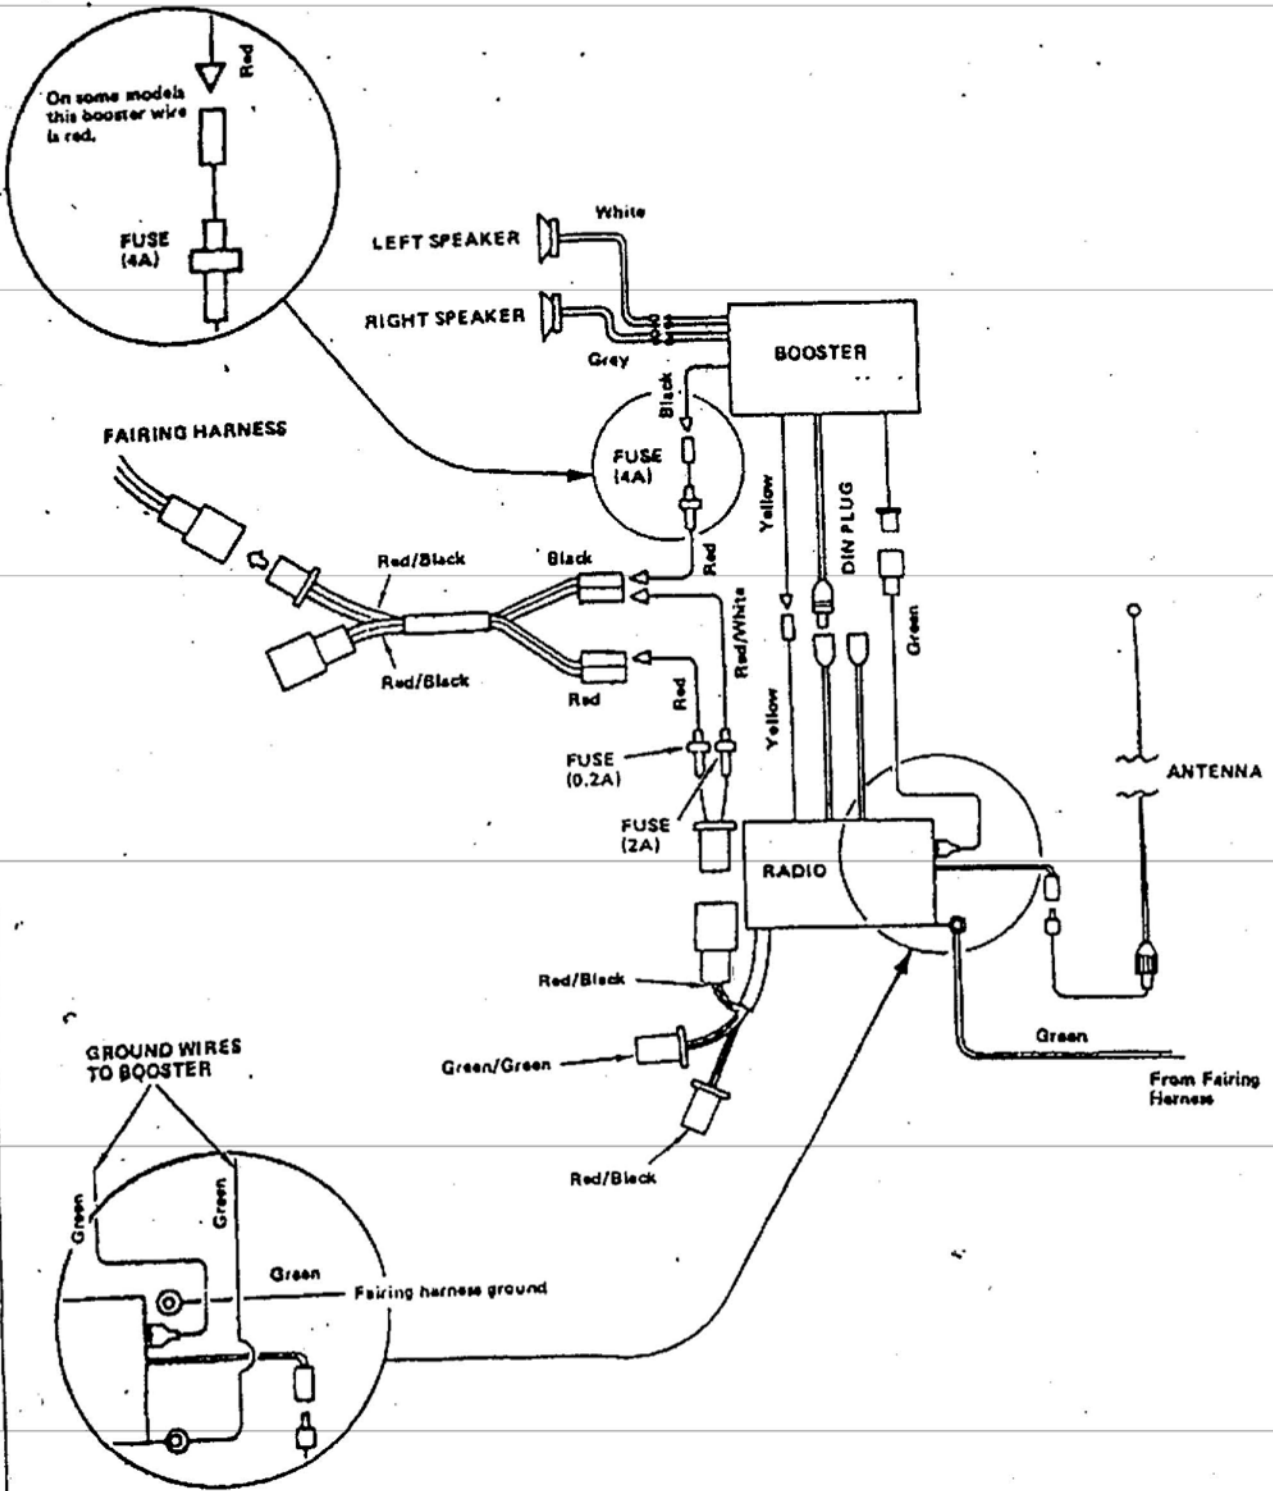 Red
On some models
this booster wire
is red.
FUSE
(4A)
White
LEFT SPEAKER
RIGHT SPEAKER
Grey
BOOSTER
Black
FAIRING HARNESS
FUSE
(4A)
Yellow
DIN PLUG
Red/Black
Black
Red
Red/White
Green
Red/Black
Red
Red
Yellow
FUSE
(0.2A)
ANTENNA
FUSE
(2A)
RADIO
Red/Black
Green/Green
Green
From Fairing
Harness
GROUND WIRES
TO BOOSTER
Red/Black
Green
Green
Green
Fairing harness ground